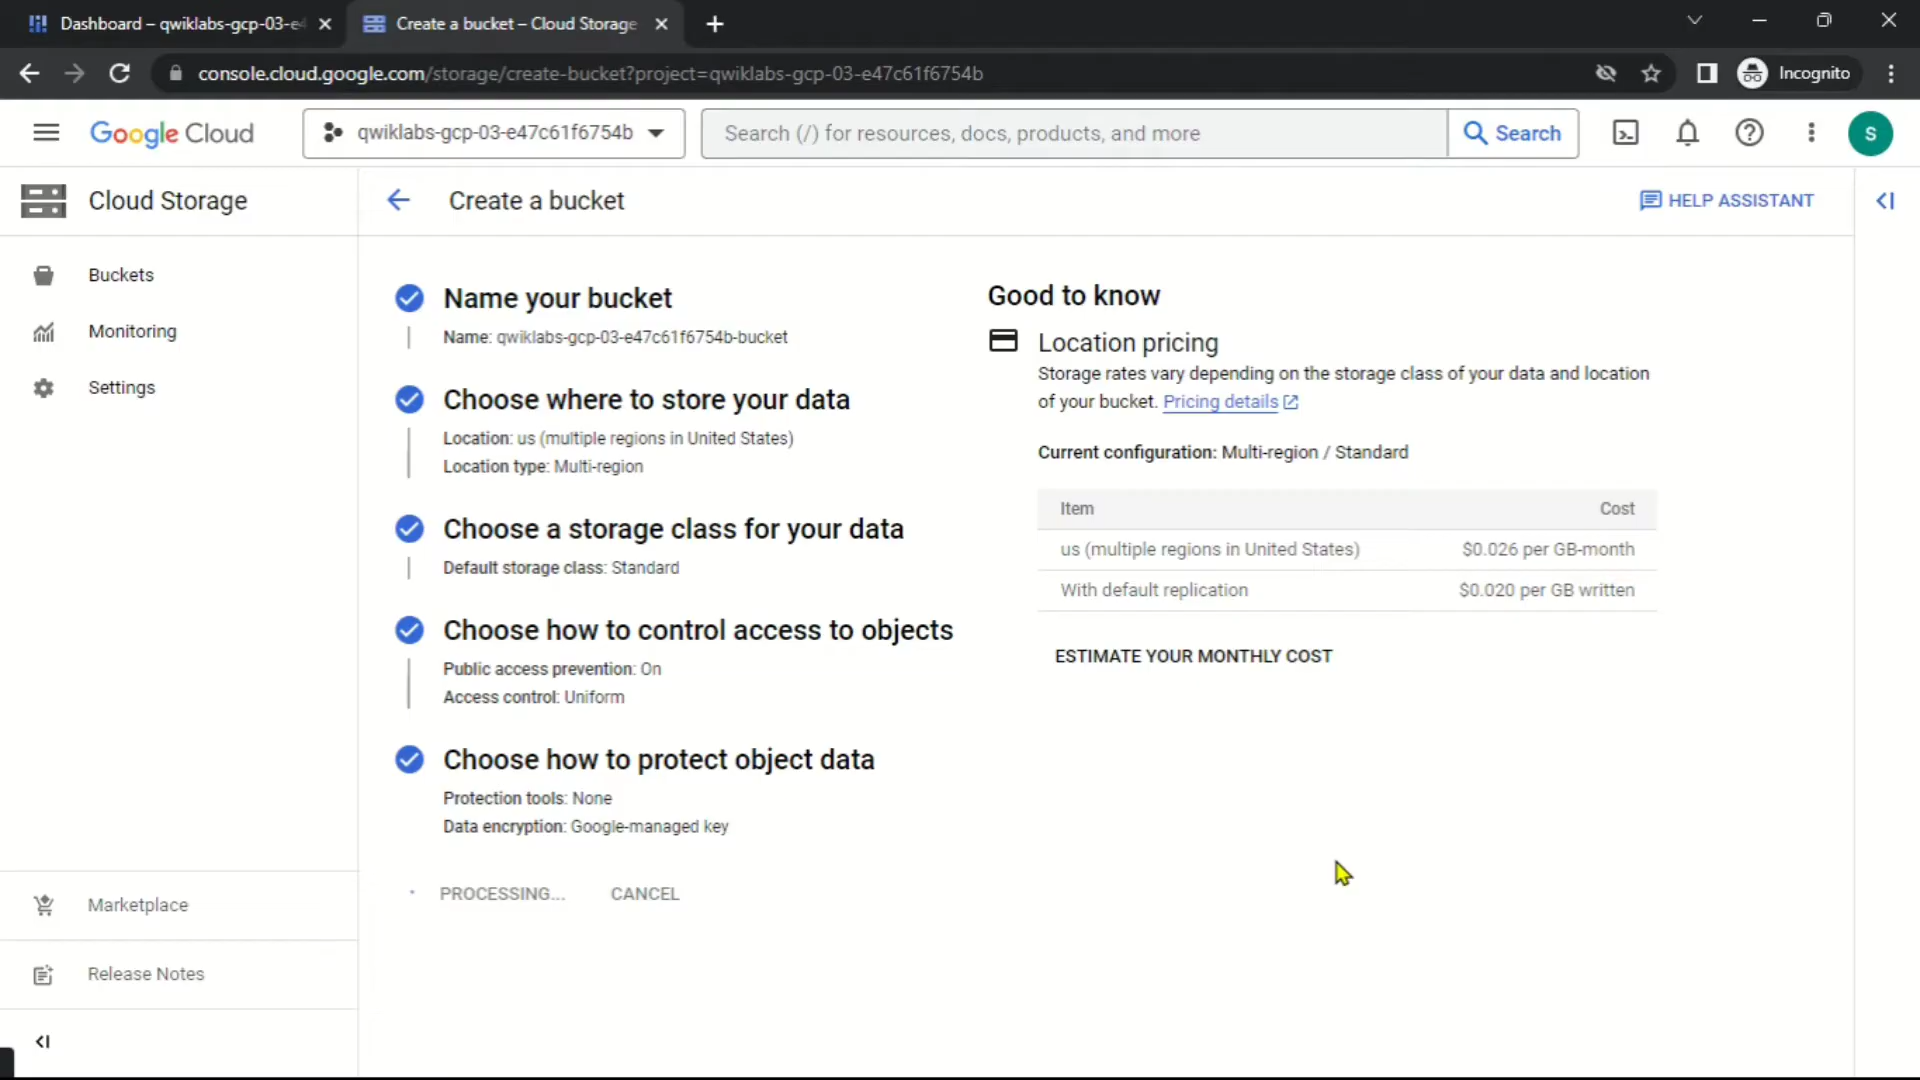 Dashboard – qwiklabs-gcp-03-e4
Create a bucket – Cloud Storage
console.cloud.google.com/storage/create-bucket?project=qwiklabs-gcp-03-e47c61f6754b
Incognito
Google Cloud
qwiklabs-gcp-03-e47c61f6754b
Search (/) for resources, docs, products, and more
Search
S
Cloud Storage
Create a bucket
HELP ASSISTANT
Buckets
Monitoring
Settings
Marketplace
Release Notes
Name your bucket
Name: qwiklabs-gcp-03-e47c61f6754b-bucket
Choose where to store your data
Location: us (multiple regions in United States)
Location type: Multi-region
Choose a storage class for your data
Default storage class: Standard
Choose how to control access to objects
Public access prevention: On
Access control: Uniform
Choose how to protect object data
Protection tools: None
Data encryption: Google-managed key
PROCESSING... CANCEL
Good to know
Location pricing
Storage rates vary depending on the storage class of your data and location
of your bucket. Pricing details
Current configuration: Multi-region / Standard
Item Cost
us (multiple regions in United States) $0.026 per GB-month
With default replication $0.020 per GB written
ESTIMATE YOUR MONTHLY COST